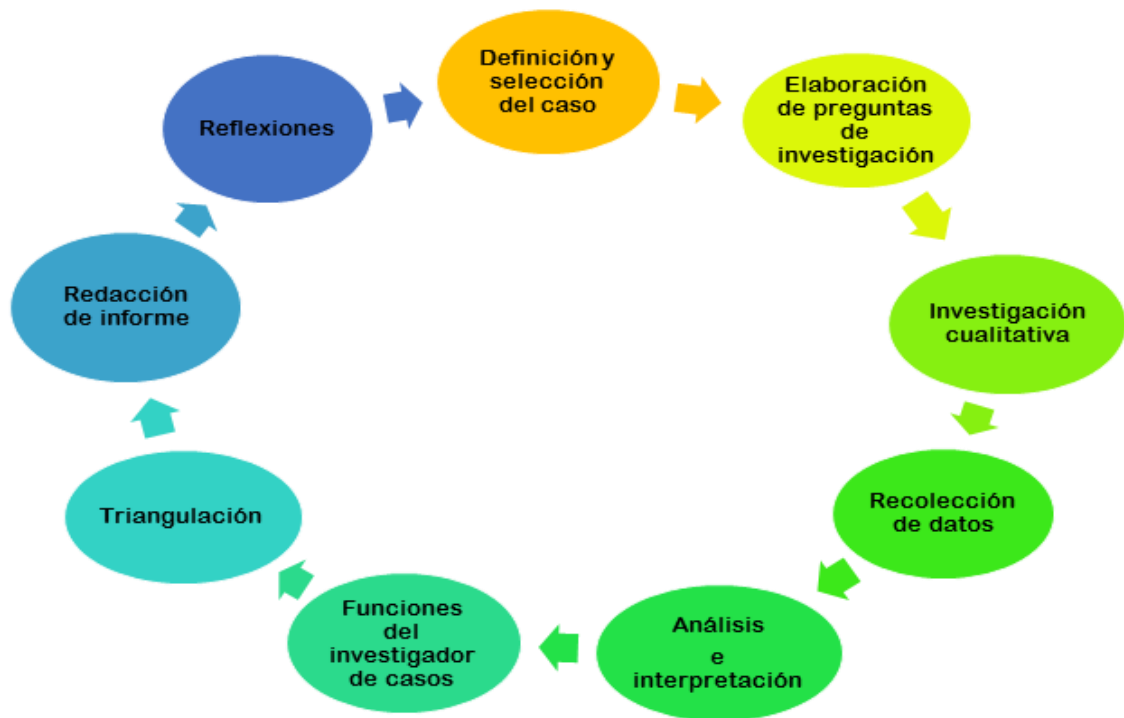 Definición y
selección
del caso
Elaboración
de preguntas
de
investigación
Investigación
cualitativa
Recolección
de datos
Análisis
e
interpretación
Funciones
del
investigador
de casos
Triangulación
Redacción
de informe
Reflexiones